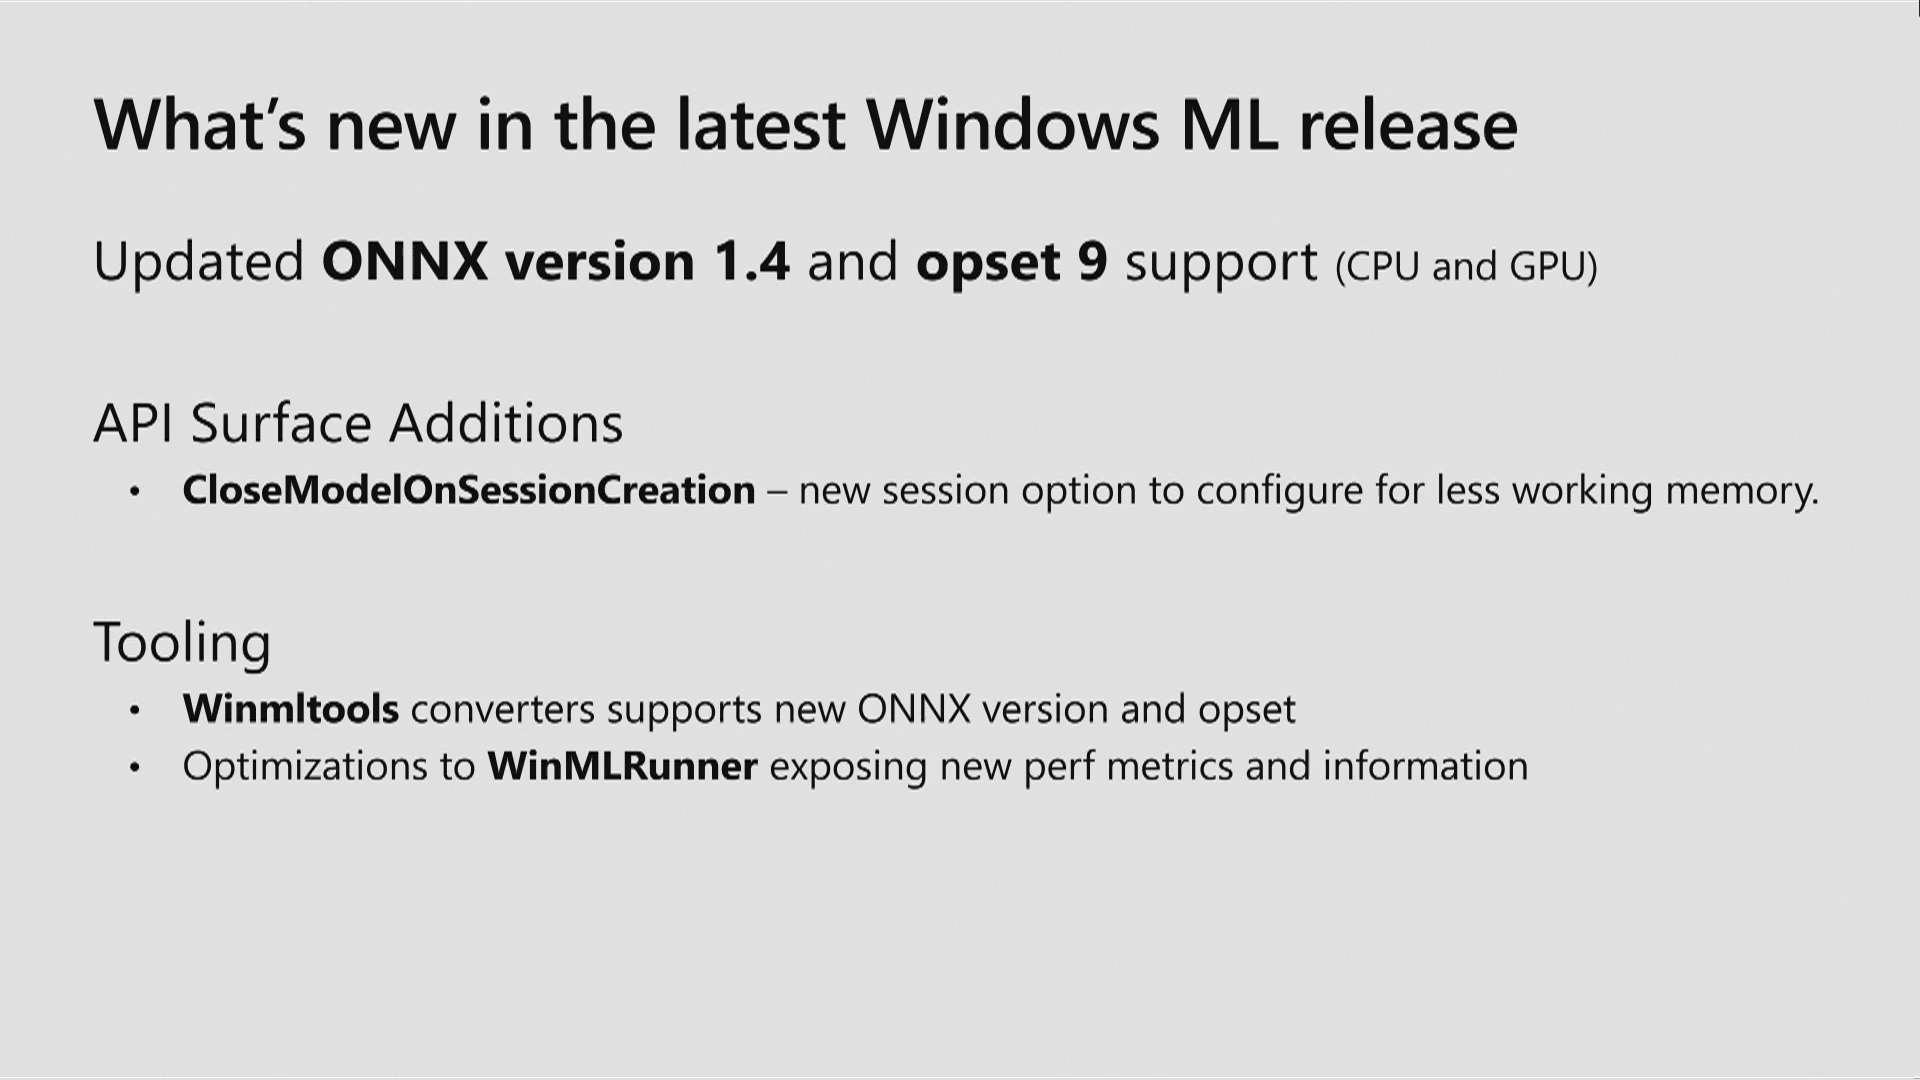 What's new in the latest Windows ML release
Updated ONNX version 1.4 and opset 9 support (CPU and GPU)
API Surface Additions
• CloseModelOnSessionCreation – new session option to configure for less working memory.
Tooling
• Winmltools converters supports new ONNX version and opset
• Optimizations to WinMLRunner exposing new perf metrics and information